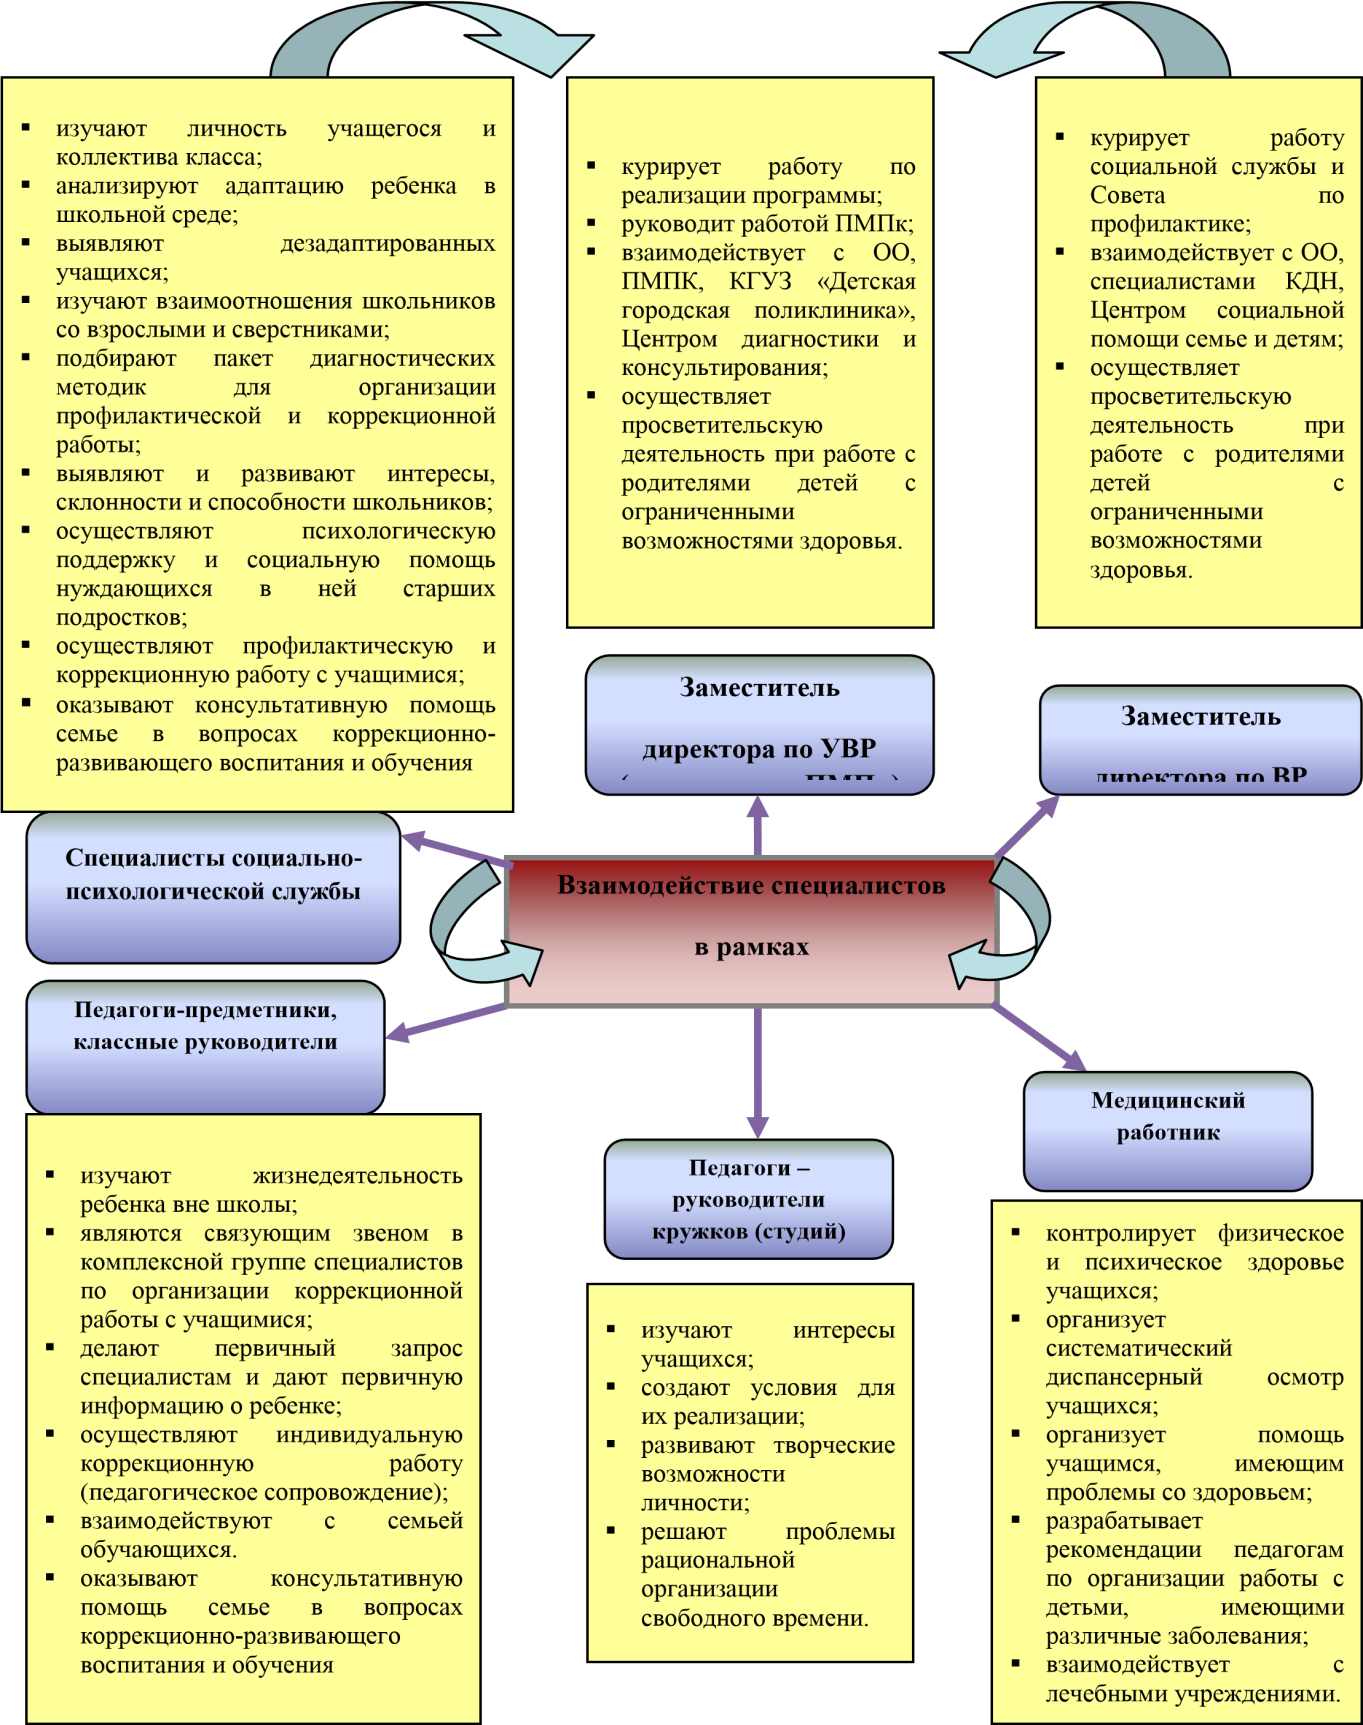 изучают личность учащегося и
коллектива класса;
анализируют адаптацию ребенка в
школьной среде;
выявляют дезадаптированных
учащихся;
изучают взаимоотношения школьников
со взрослыми и сверстниками;
подбирают пакет диагностических
методик для организации
профилактической и коррекционной
работы;
выявляют и развивают интересы,
склонности и способности школьников;
осуществляют психологическую
поддержку и социальную помощь
нуждающихся в ней старших
подростков;
осуществляют профилактическую и
коррекционную работу с учащимися;
оказывают консультативную помощь
семье в вопросах коррекционно-
развивающего воспитания и обучения
курирует работу по
реализации программы;
руководит работой ПМПк;
взаимодействует с ОО,
ПМПК, КГУЗ «Детская
городская поликлиника»,
Центром диагностики и
консультирования;
осуществляет
просветительскую
деятельность при работе с
родителями детей с
ограниченными
возможностями здоровья.
курирует работу
социальной службы и
Совета по
профилактике;
взаимодействует с ОО,
специалистами КДН,
Центром социальной
помощи семье и детям;
осуществляет
просветительскую
деятельность при
работе с родителями
детей с
ограниченными
возможностями
здоровья.
Заместитель
директора по УВР
Заместитель
директора по ВР
Специалисты социально-
психологической службы
Взаимодействие специалистов
в рамках
Педагоги-предметники,
классные руководители
Педагоги –
руководители
кружков (студий)
Медицинский
работник
изучают жизнедеятельность
ребенка вне школы;
являются связующим звеном в
комплексной группе специалистов
по организации коррекционной
работы с учащимися;
делают первичный запрос
специалистам и дают первичную
информацию о ребенке;
осуществляют индивидуальную
коррекционную работу
(педагогическое сопровождение);
взаимодействуют с семьей
обучающихся.
оказывают консультативную
помощь семье в вопросах
коррекционно-развивающего
воспитания и обучения
изучают интересы
учащихся;
создают условия для
их реализации;
развивают творческие
возможности
личности;
решают проблемы
рациональной
организации
свободного времени.
контролирует физическое
и психическое здоровье
учащихся;
организует
систематический
диспансерный осмотр
учащихся;
организует помощь
учащимся, имеющим
проблемы со здоровьем;
разрабатывает
рекомендации педагогам
по организации работы с
детьми, имеющими
различные заболевания;
взаимодействует с
лечебными учреждениями.